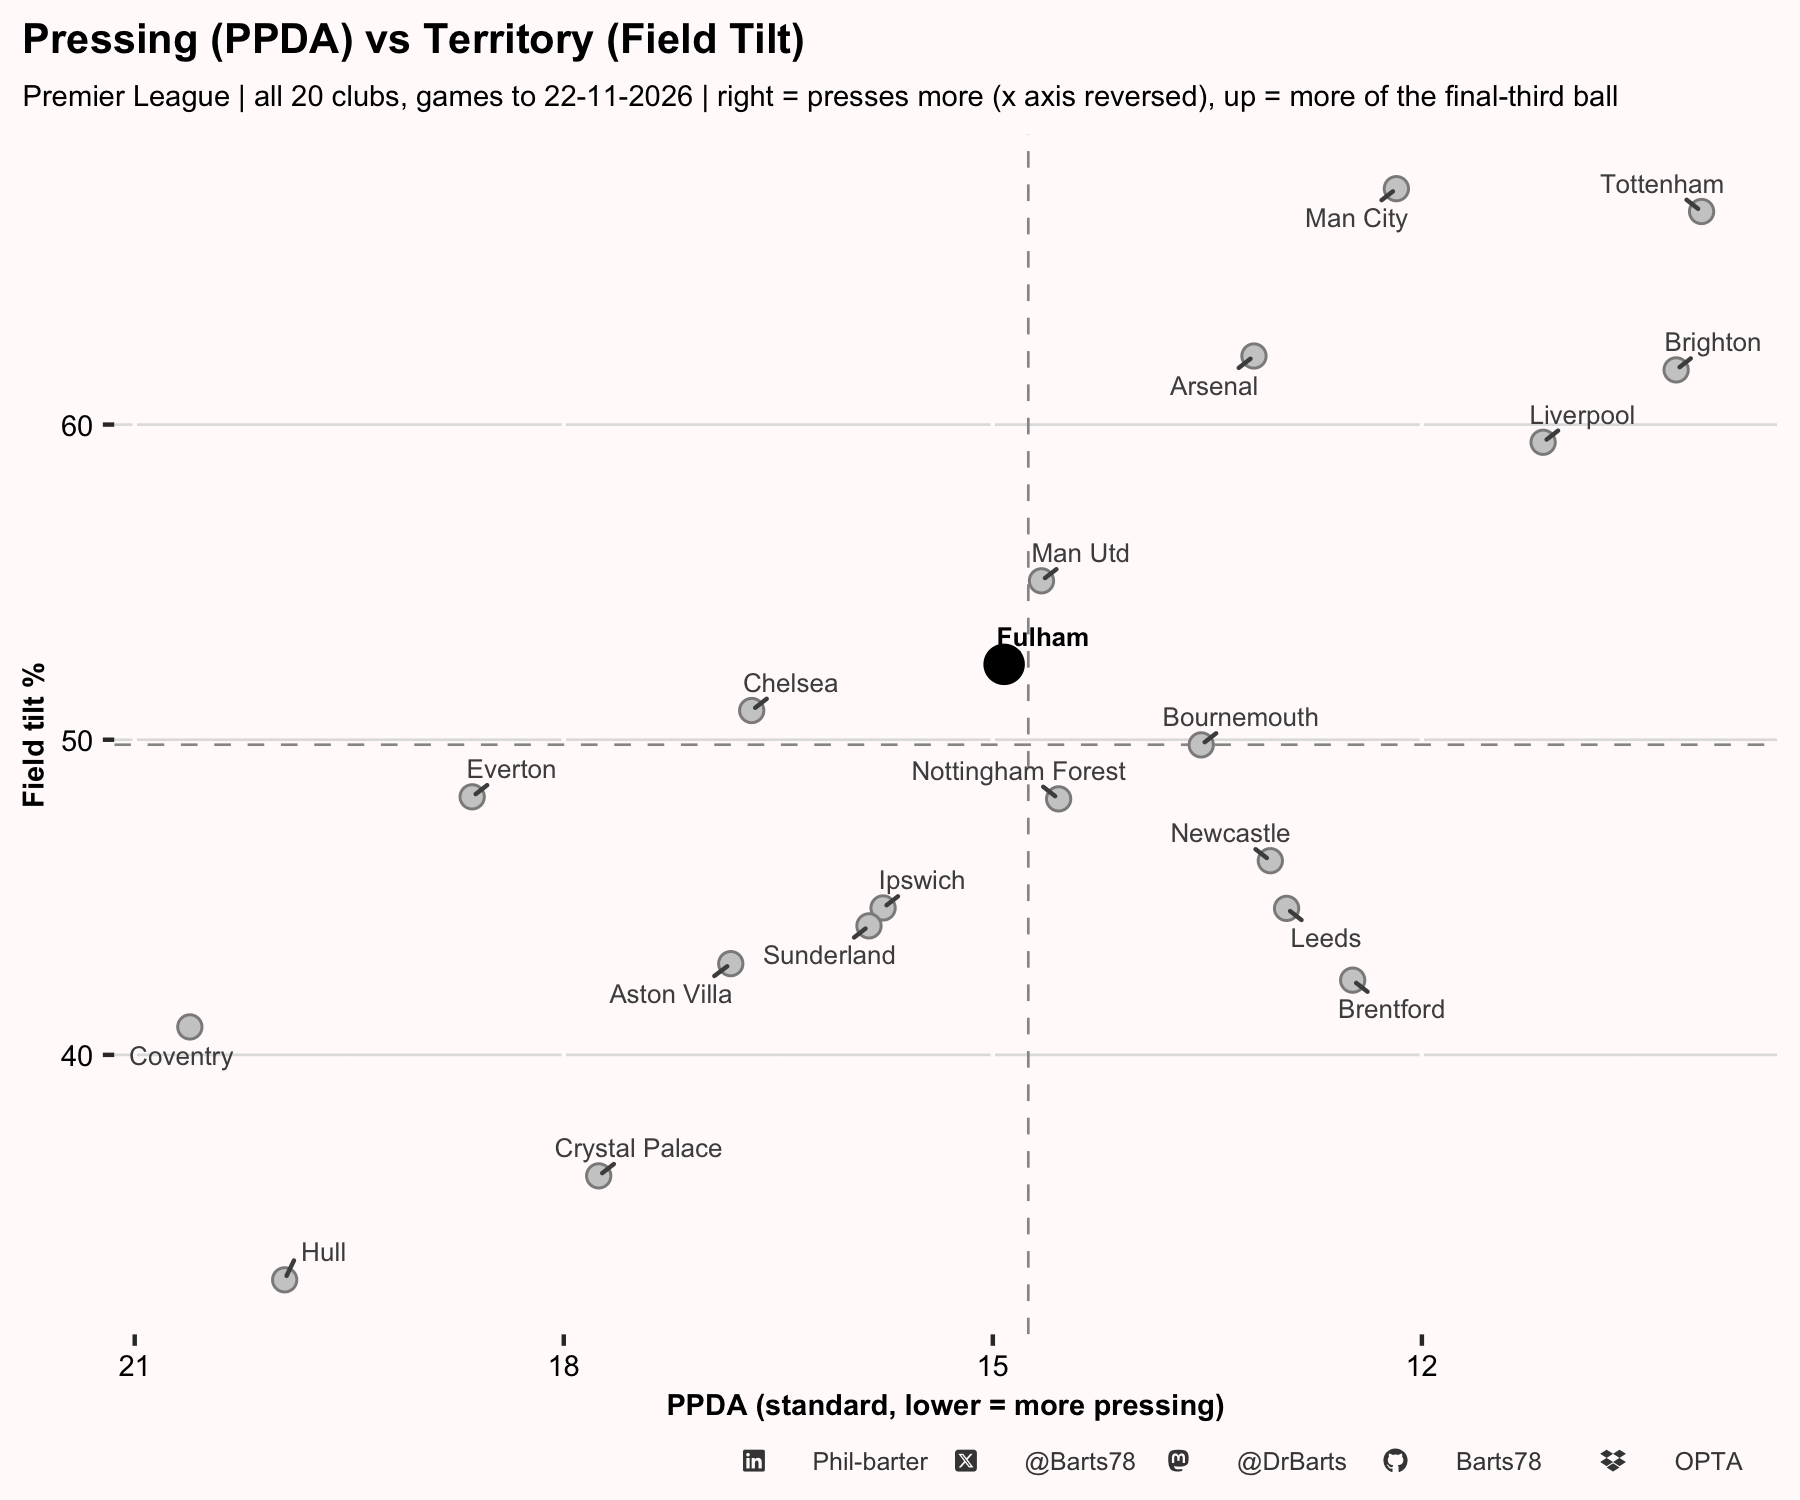 Pressing (PPDA) vs Territory (Field Tilt)
Premier League | all 20 clubs, games to 22-11-2026 | right = presses more (x axis reversed), up = more of the final-third ball
Tottenham
Man City
Brighton
Arsenal
Liverpool
60
Man Utd
Fulham
Chelsea
Bournemouth
50
Field tilt %
Everton
Nottingham Forest
Newcastle
Ipswich
Leeds
Sunderland
Aston Villa
Brentford
Coventry
40
Crystal Palace
Hull
21 18 15 12
PPDA (standard, lower = more pressing)
Phil-barter @Barts78 @DrBarts Barts78 OPTA